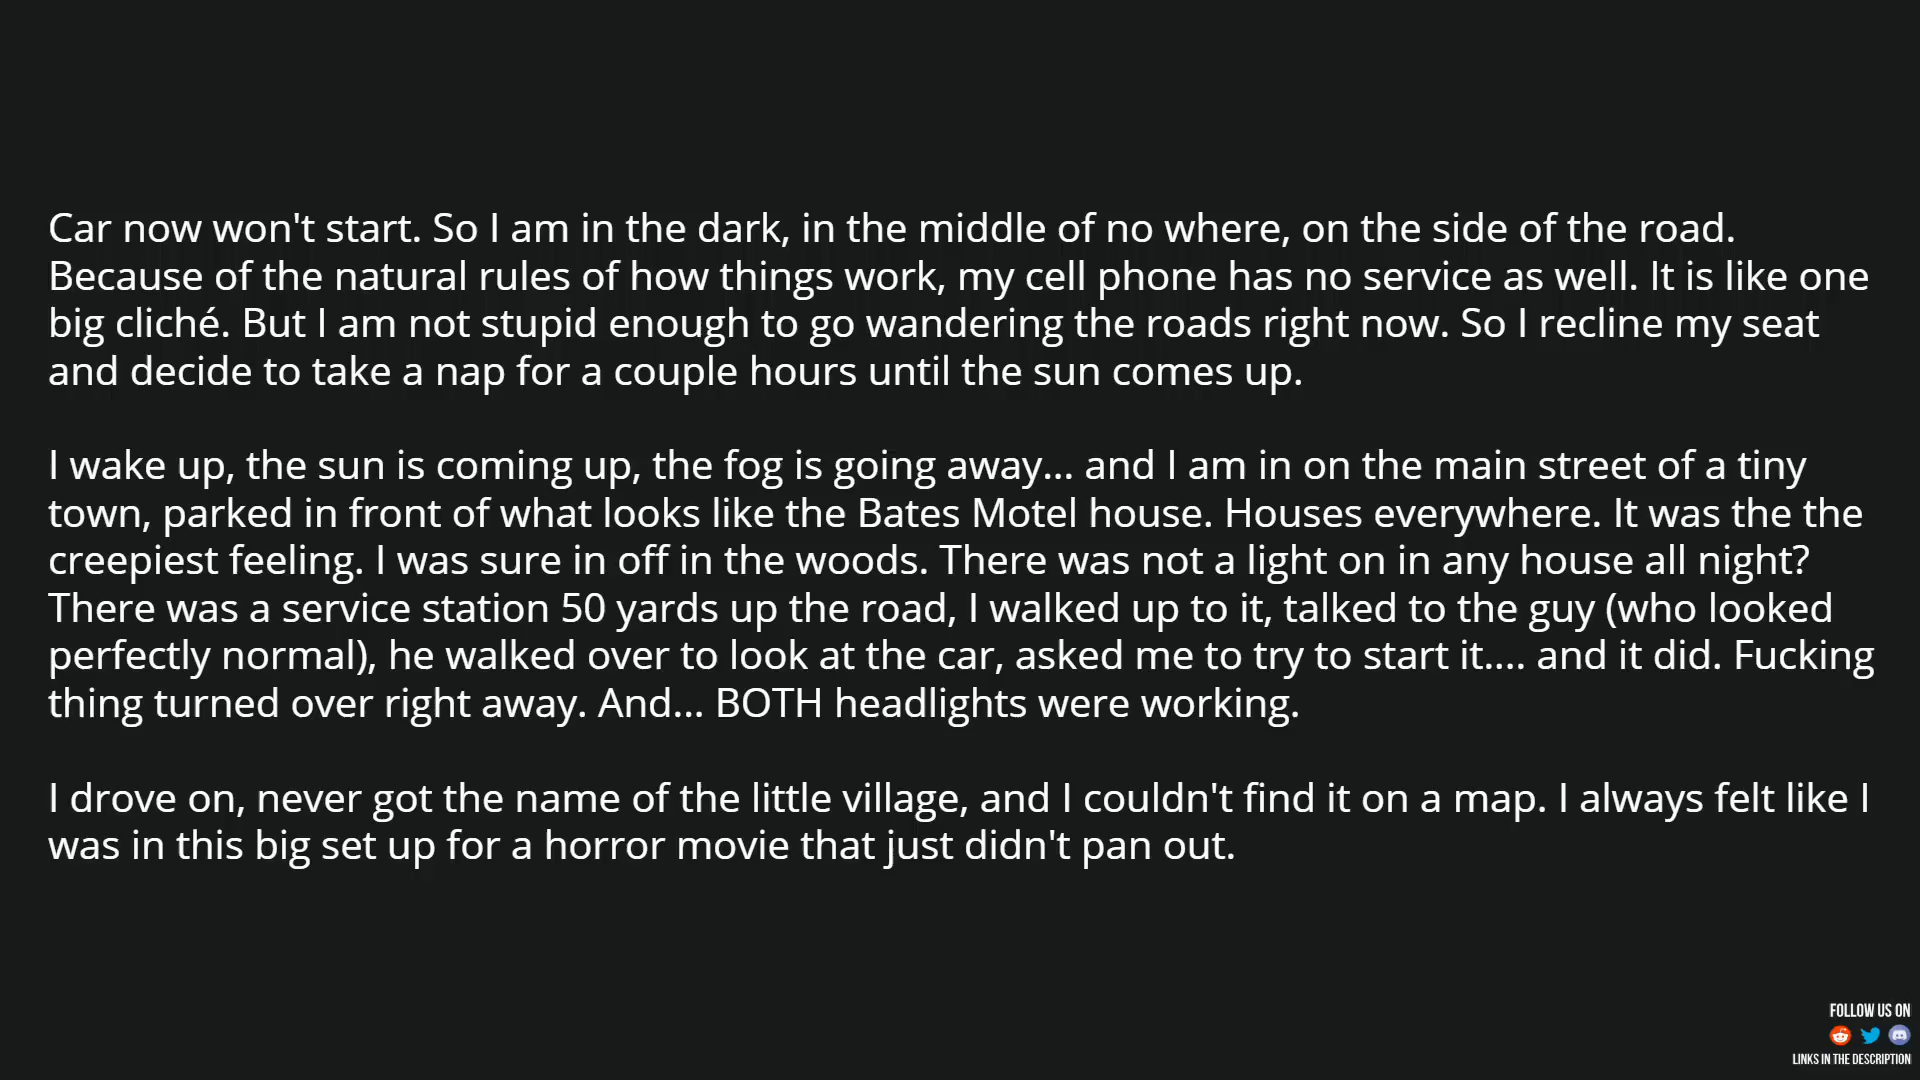 Car now won't start. So I am in the dark, in the middle of no where, on the side of the road.
Because of the natural rules of how things work, my cell phone has no service as well. It is like one
big cliché. But I am not stupid enough to go wandering the roads right now. So I recline my seat
and decide to take a nap for a couple hours until the sun comes up.
I wake up, the sun is coming up, the fog is going away... and I am in on the main street of a tiny
town, parked in front of what looks like the Bates Motel house. Houses everywhere. It was the the
creepiest feeling. I was sure in off in the woods. There was not a light on in any house all night?
There was a service station 50 yards up the road, I walked up to it, talked to the guy (who looked
perfectly normal), he walked over to look at the car, asked me to try to start it.... and it did. Fucking
thing turned over right away. And... BOTH headlights were working.
I drove on, never got the name of the little village, and I couldn't find it on a map. I always felt like I
was in this big set up for a horror movie that just didn't pan out.
FOLLOW US ON
LINKS IN THE DESCRIPTION